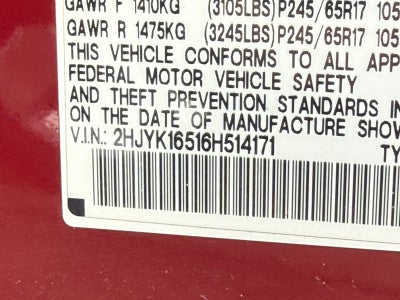 GAWR F 1410KG (3105LBS)P245/65R17 105
GAWR R 1475KG (3245LBS)P245/65R17 105
THIS VEHICLE CONFORMS TO ALL APP
FEDERAL MOTOR VEHICLE SAFETY
AND THEFT PREVENTION STANDARDS IN
ON THE DATE OF MANUFACTURE SHOW
V.I.N.: 2HJYK16516H514171 TY